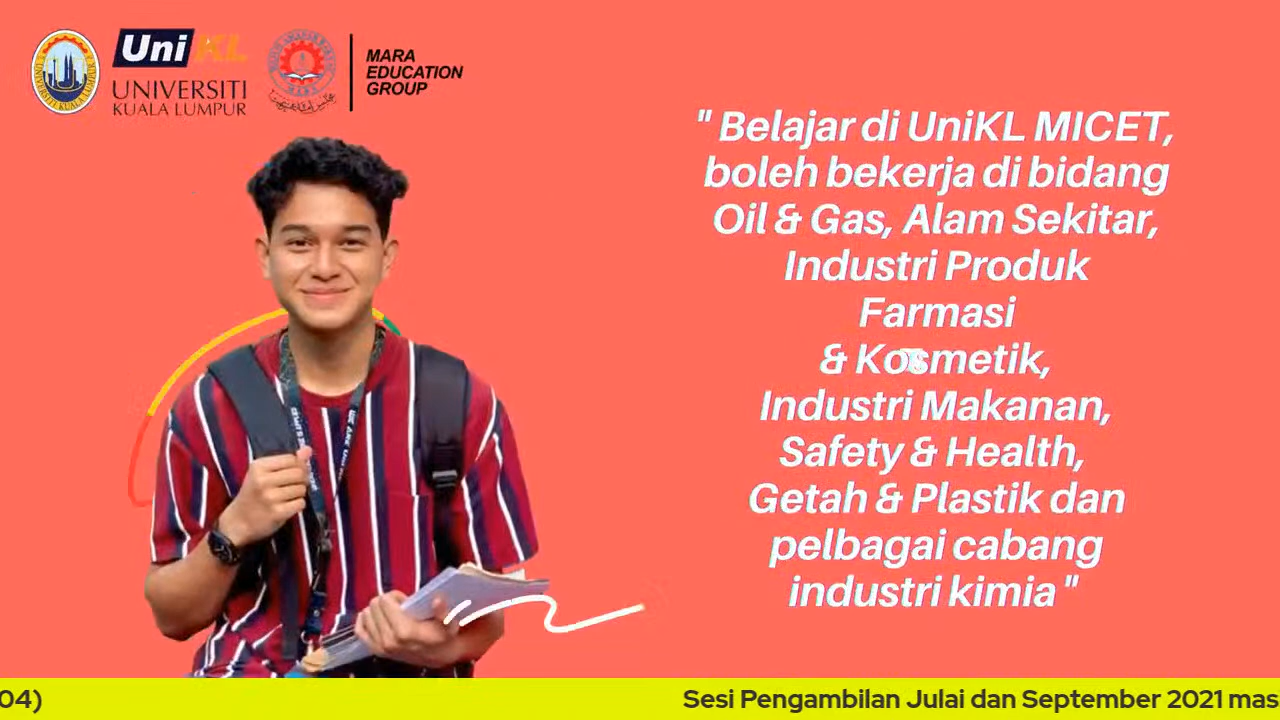 Uni KL
UNIVERSITI
KUALA LUMPUR
MARA
EDUCATION
GROUP
" Belajar di UniKL MICET,
boleh bekerja di bidang
Oil & Gas, Alam Sekitar,
Industri Produk
Farmasi
& Kosmetik,
Industri Makanan,
Safety & Health,
Getah & Plastik dan
pelbagai cabang
industri kimia "
04)
Sesi Pengambilan Julai dan September 2021 mas